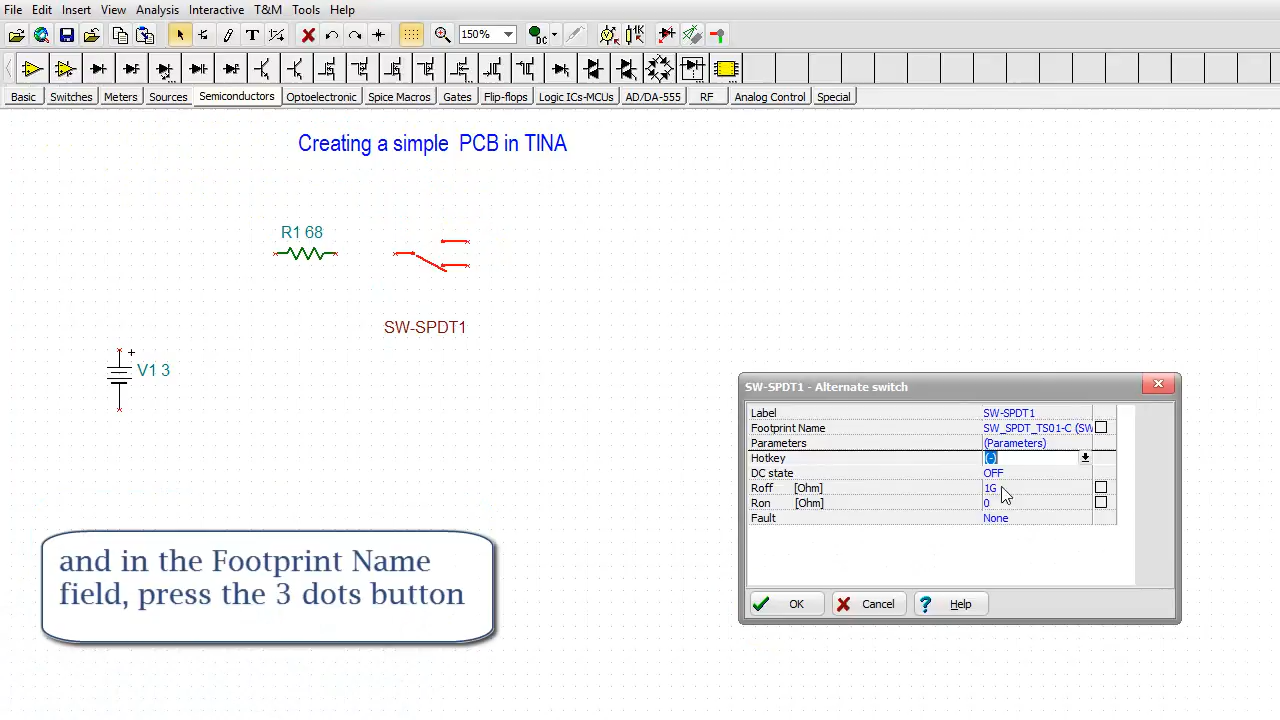 File Edit Insert View Analysis Interactive T&M Tools Help
150% DC
Basic Switches Meters Sources Semiconductors Optoelectronic Spice Macros Gates Flip-flops Logic ICs-MCUs AD/DA-555 RF Analog Control Special
Creating a simple PCB in TINA
R1 68
SW-SPDT1
+
V1 3
SW-SPDT1 - Alternate switch
Label SW-SPDT1
Footprint Name SW_SPDT_TS01-C (SW
Parameters (Parameters)
Hotkey (-)
DC state OFF
Roff [Ohm] 1G
Ron [Ohm] 0
Fault None
OK Cancel Help
and in the Footprint Name
field, press the 3 dots button